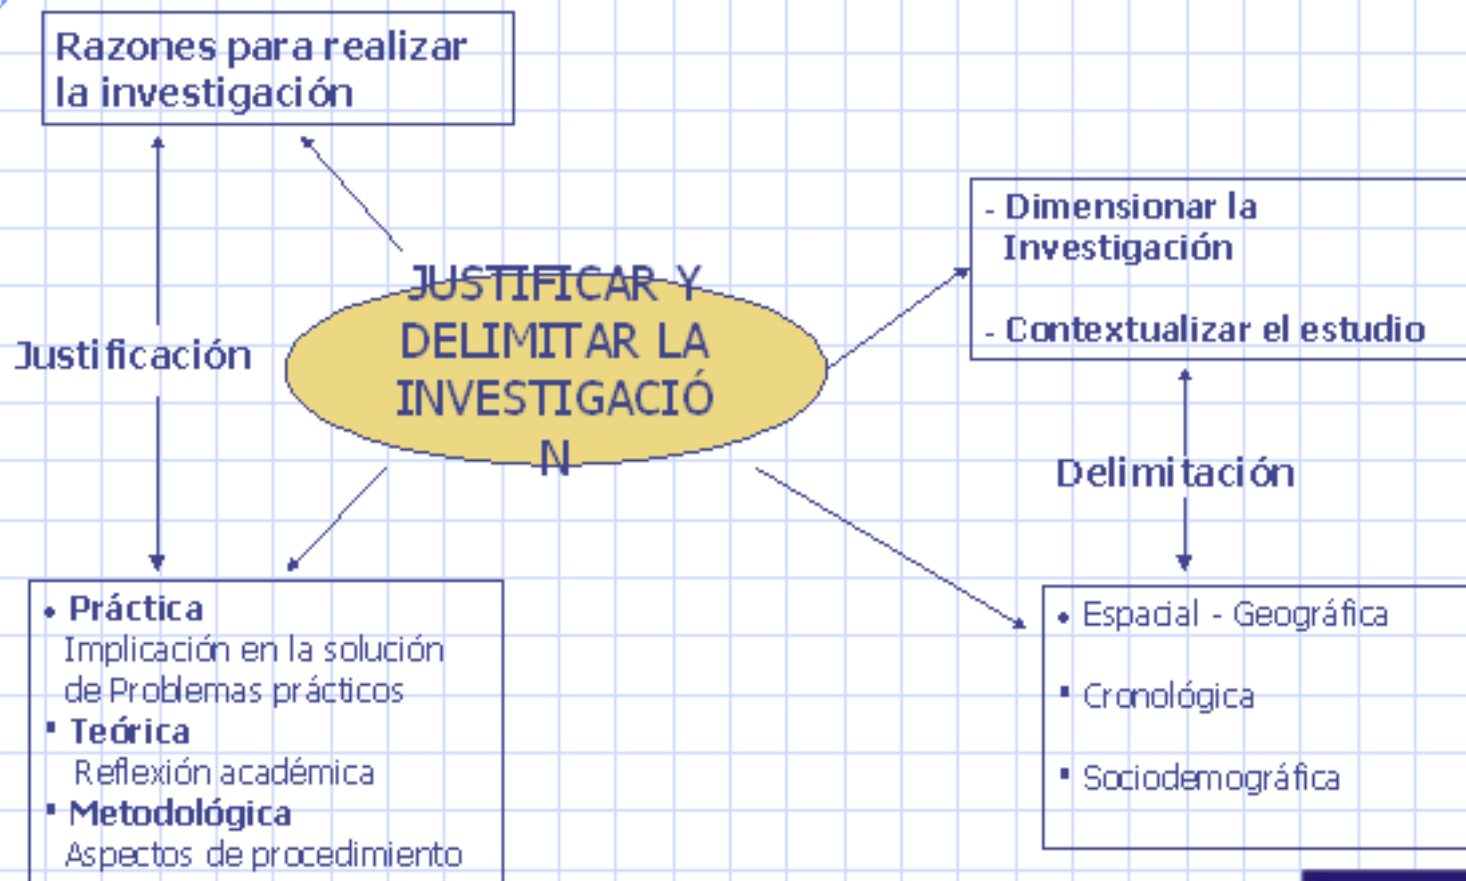 Razones para realizar
la investigación
- Dimensionar la
Investigación
- Contextualizar el estudio
JUSTIFICAR Y
DELIMITAR LA
INVESTIGACIÓ
N
Justificación
Delimitación
• Práctica
Implicación en la solución
de Problemas prácticos
▪ Teórica
Reflexión académica
▪ Metodológica
Aspectos de procedimiento
• Espacial - Geográfica
▪ Cronológica
▪ Sociodemográfica